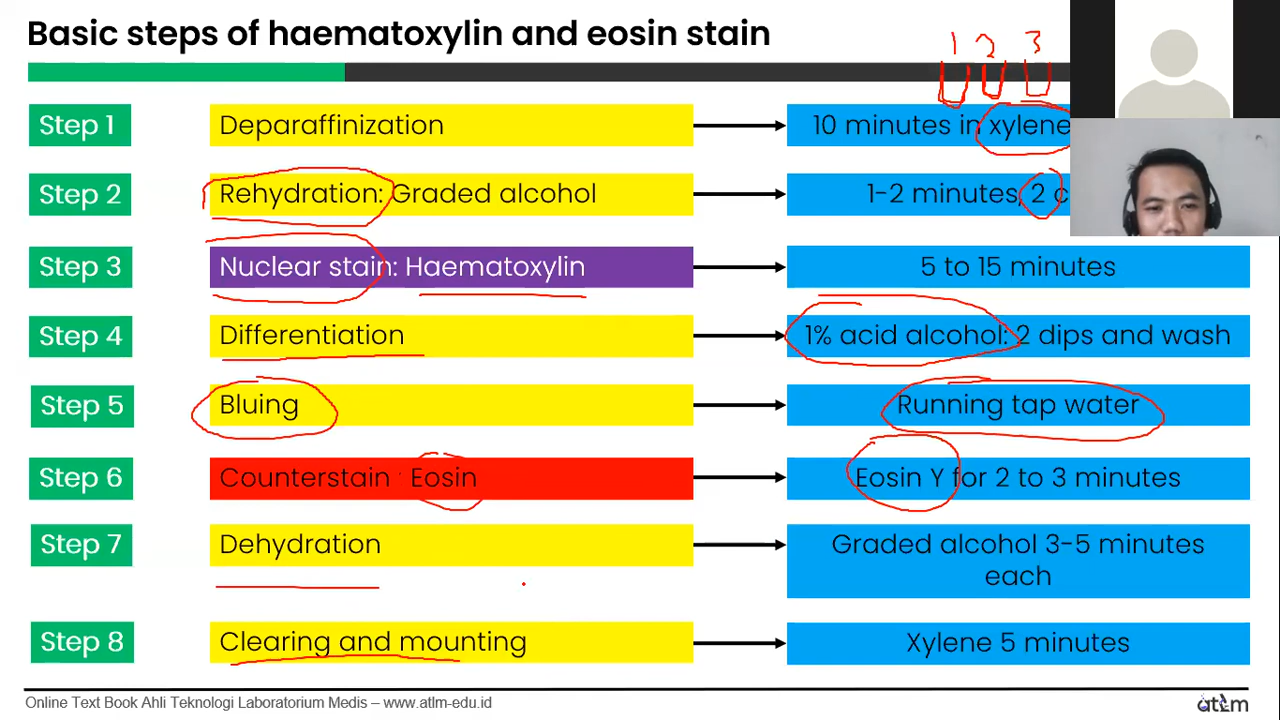 Basic steps of haematoxylin and eosin stain
1 2 3
Step 1 Deparaffinization 10 minutes in xylene
Step 2 Rehydration: Graded alcohol 1-2 minutes, 2
Step 3 Nuclear stain: Haematoxylin 5 to 15 minutes
Step 4 Differentiation 1% acid alcohol: 2 dips and wash
Step 5 Bluing Running tap water
Step 6 Counterstain Eosin Eosin Y for 2 to 3 minutes
Step 7 Dehydration Graded alcohol 3-5 minutes
each
Step 8 Clearing and mounting Xylene 5 minutes
Online Text Book Ahli Teknologi Laboratorium Medis – www.atlm-edu.id
atlm